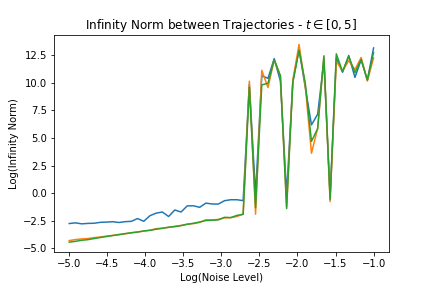 Infinity Norm between Trajectories - t ∈ [0, 5]
Log(Infinity Norm)
12.5
10.0
7.5
5.0
2.5
0.0
−2.5
−5.0
−5.0 −4.5 −4.0 −3.5 −3.0 −2.5 −2.0 −1.5 −1.0
Log(Noise Level)